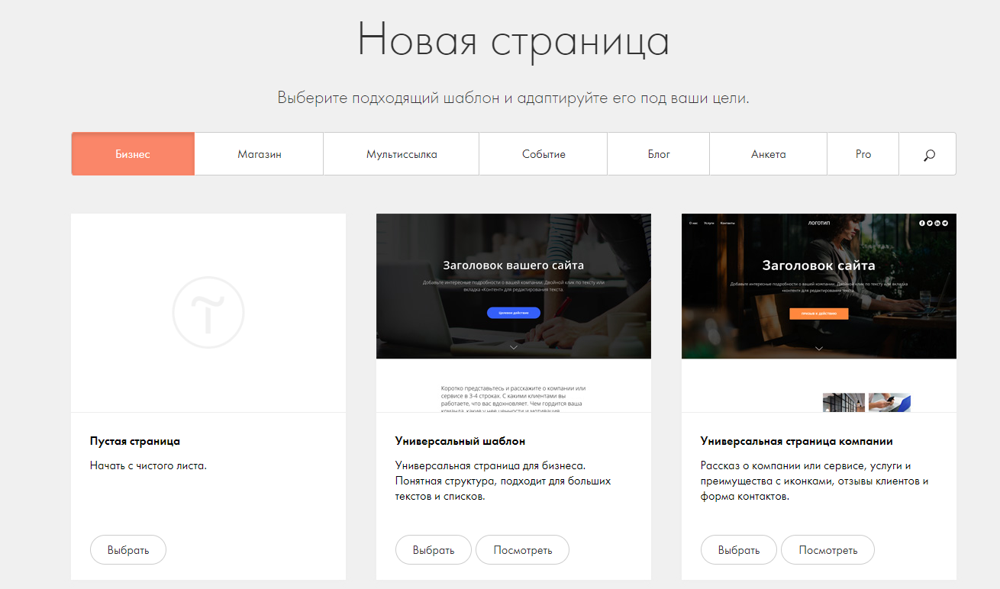 Новая страница
Выберите подходящий шаблон и адаптируйте его под ваши цели.
Бизнес
Магазин
Мультиссылка
Событие
Блог
Анкета
Pro
Заголовок вашего сайта
Добавьте интересные подробности о вашей компании. Двойной клик по тексту или
вкладка «Контент» для редактирования текста.
Целевое действие
Коротко представьтесь и расскажите о компании или
сервисе в 3-4 строках. С какими клиентами вы
работаете, что вас вдохновляет. Чем гордится ваша
команда, какие у нее ценности и мотивация.
О нас
Услуги
Контакты
ЛОГОТИП
Заголовок сайта
Добавьте интересные подробности о вашей компании. Двойной клик по тексту или вкладка
«контент» для редактирования текста.
ПРИЗЫВ К ДЕЙСТВИЮ
Пустая страница
Начать с чистого листа.
Выбрать
Универсальный шаблон
Универсальная страница для бизнеса.
Понятная структура, подходит для больших
текстов и списков.
Выбрать
Посмотреть
Универсальная страница компании
Рассказ о компании или сервисе, услуги и
преимущества с иконками, отзывы клиентов и
форма контактов.
Выбрать
Посмотреть